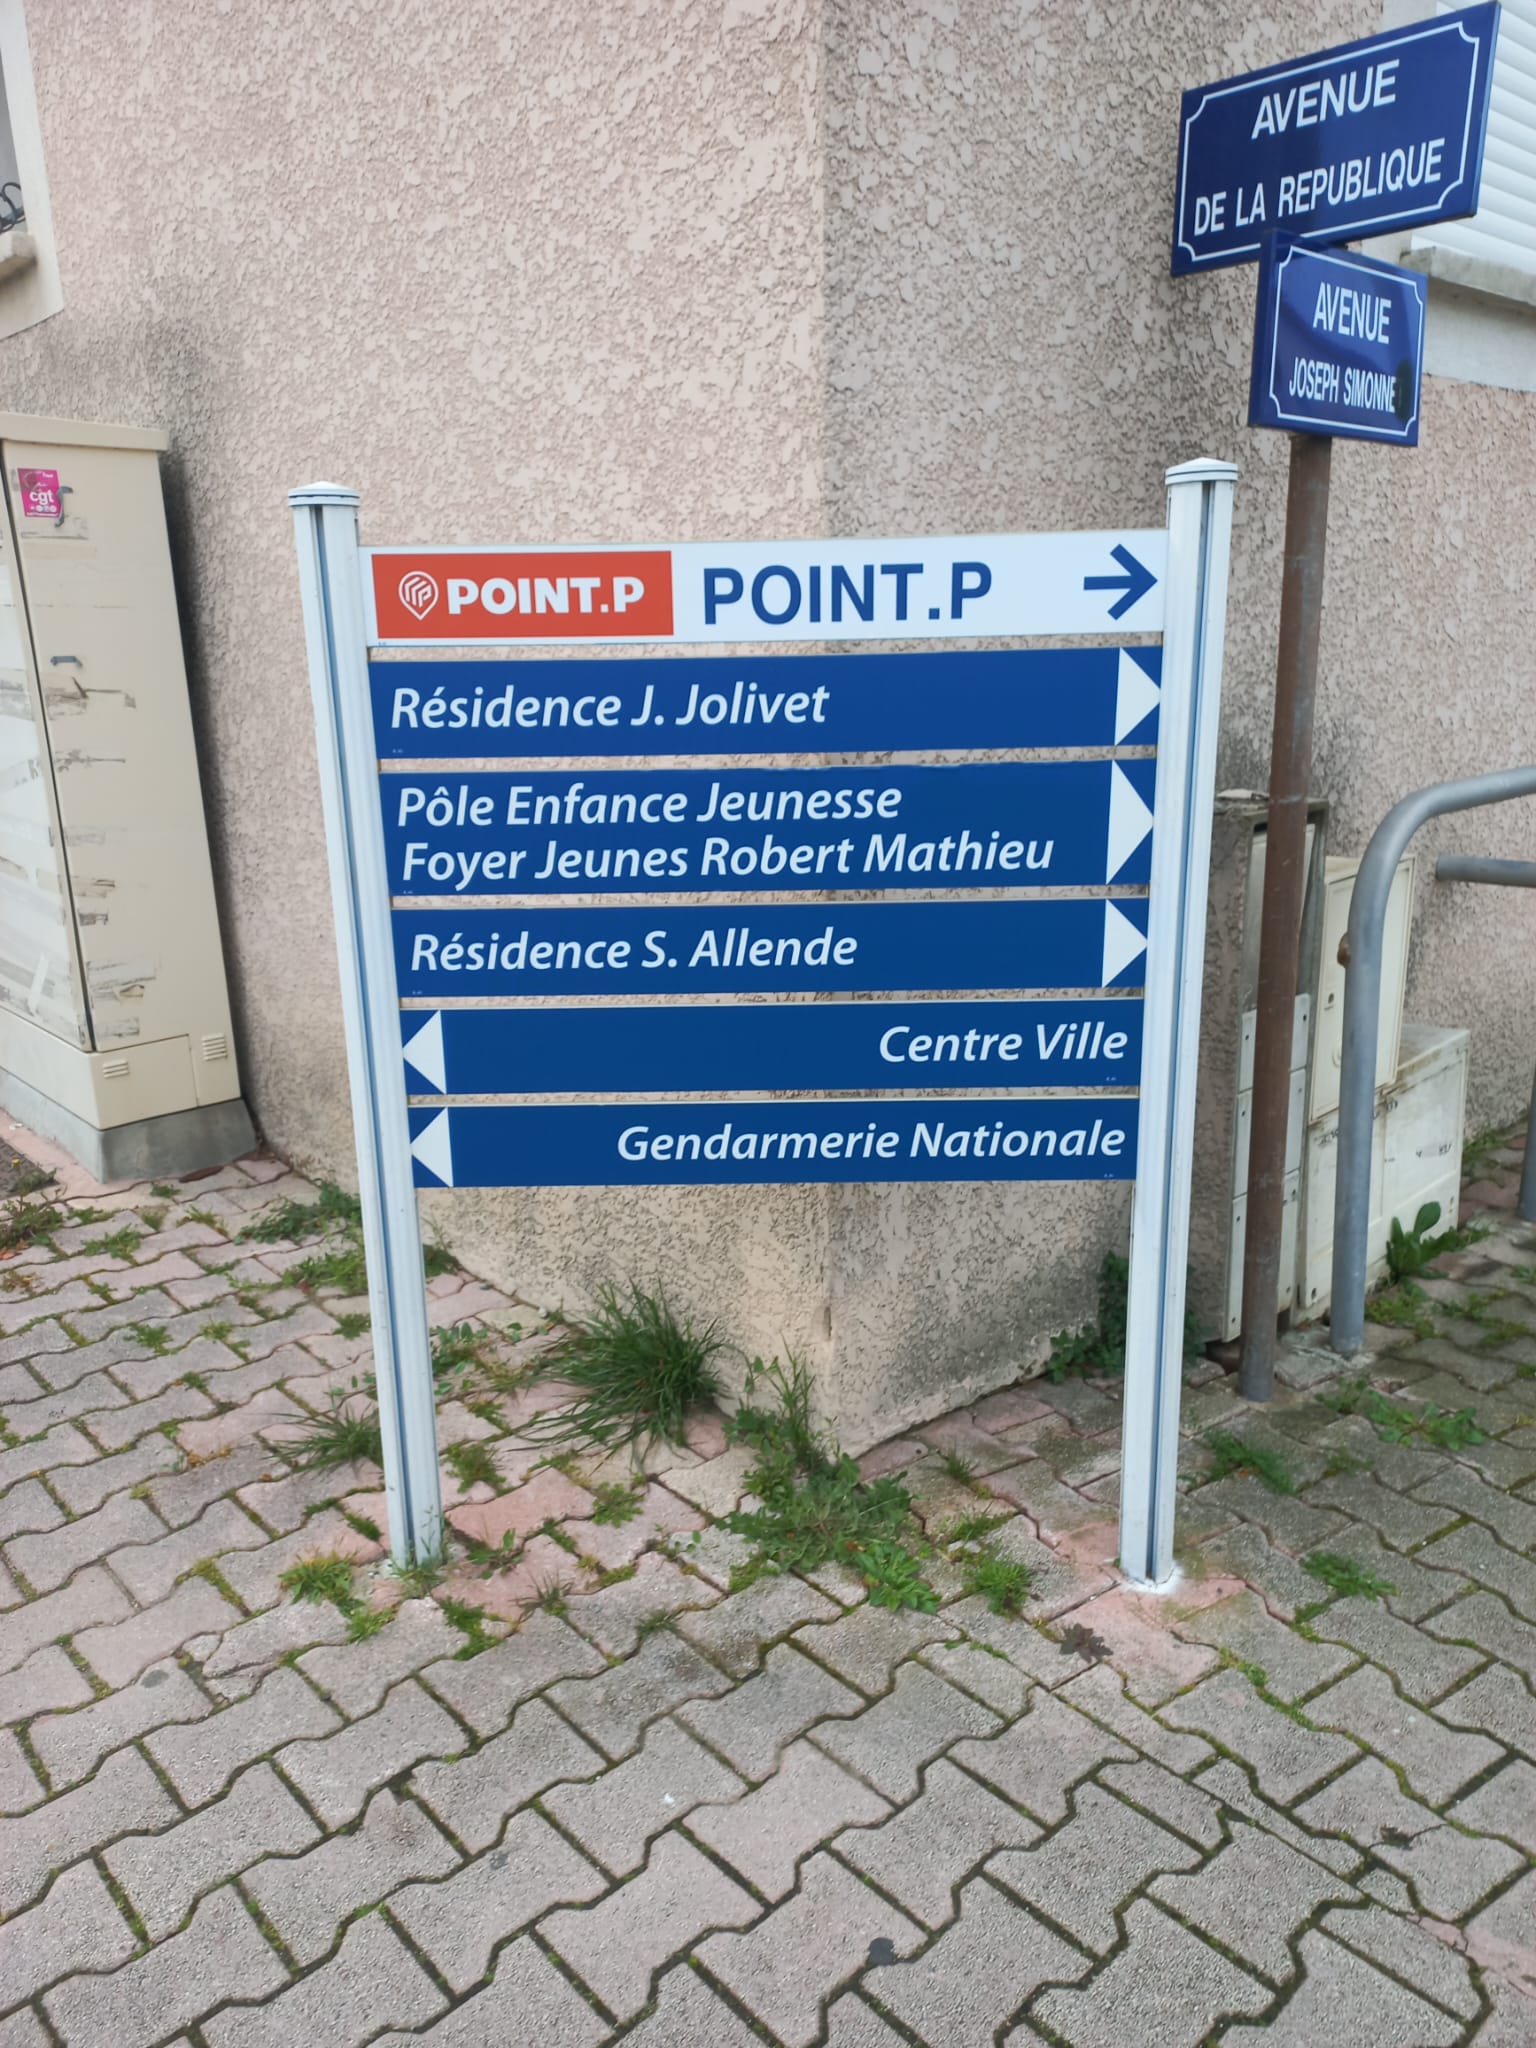 AVENUE
DE LA REPUBLIQUE
AVENUE
JOSEPH SIMONNET
cgt
POINT.P POINT.P
Résidence J. Jolivet
Pôle Enfance Jeunesse
Foyer Jeunes Robert Mathieu
Résidence S. Allende
Centre Ville
Gendarmerie Nationale